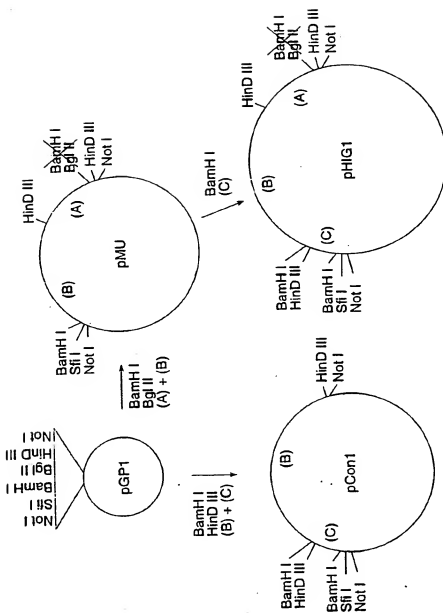 Not I
Sfi I
BamH I
Bgl II
HinD III
Not I
pGP1
BamH I
Bgl II
(A) + (B)
BamH I
Sfi I
Not I
(B)
pMU
(A)
HinD III
BamH I
Bgl II
HinD III
Not I
BamH I
HinD III
(B) + (C)
BamH I
(C)
BamH I
HinD III
BamH I
Sfi I
Not I
(C)
(B)
pCon1
HinD III
Not I
BamH I
HinD III
BamH I
Sfi I
Not I
(C)
(B)
pHIG1
(A)
HinD III
BamH I
Bgl II
HinD III
Not I